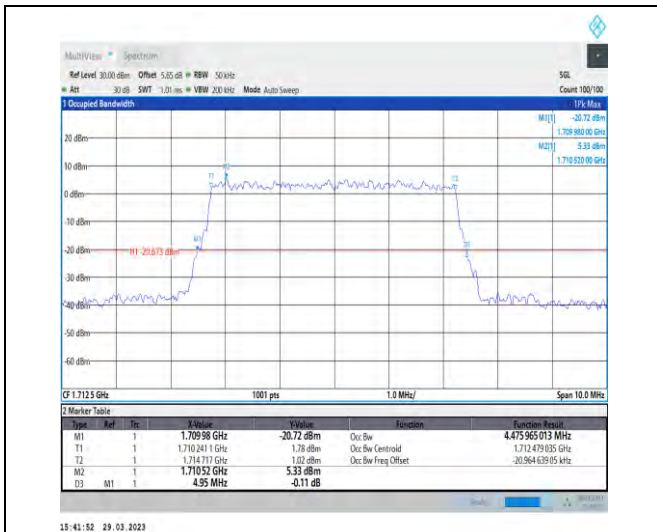 MultiView Spectrum
Ref Level 30.00 dBm Offset 5.65 dB RBW 50 kHz SGL
Att 30 dB SWT 1.01 ms VBW 200 kHz Mode Auto Sweep Count 100/100
1 Occupied Bandwidth 1Pk Max
M1[1] -20.72 dBm
1.709 980 00 GHz
M2[1] 5.33 dBm
1.710 520 00 GHz
20 dBm
10 dBm
0 dBm
-10 dBm
-20 dBm
H1 -20.673 dBm
-30 dBm
-40 dBm
-50 dBm
-60 dBm
CF 1.712 5 GHz 1001 pts 1.0 MHz/ Span 10.0 MHz
2 Marker Table
Type Ref Trc X-Value Y-Value Function Function Result
M1 1 1.709 98 GHz -20.72 dBm Occ Bw 4.475 965 013 MHz
T1 1 1.710 241 1 GHz 1.78 dBm Occ Bw Centroid 1.712 479 035 GHz
T2 1 1.714 717 GHz 1.02 dBm Occ Bw Freq Offset -20.964 639 05 kHz
M2 1 1.710 52 GHz 5.33 dBm
D3 M1 1 4.95 MHz -0.11 dB
15:41:52 29.03.2023